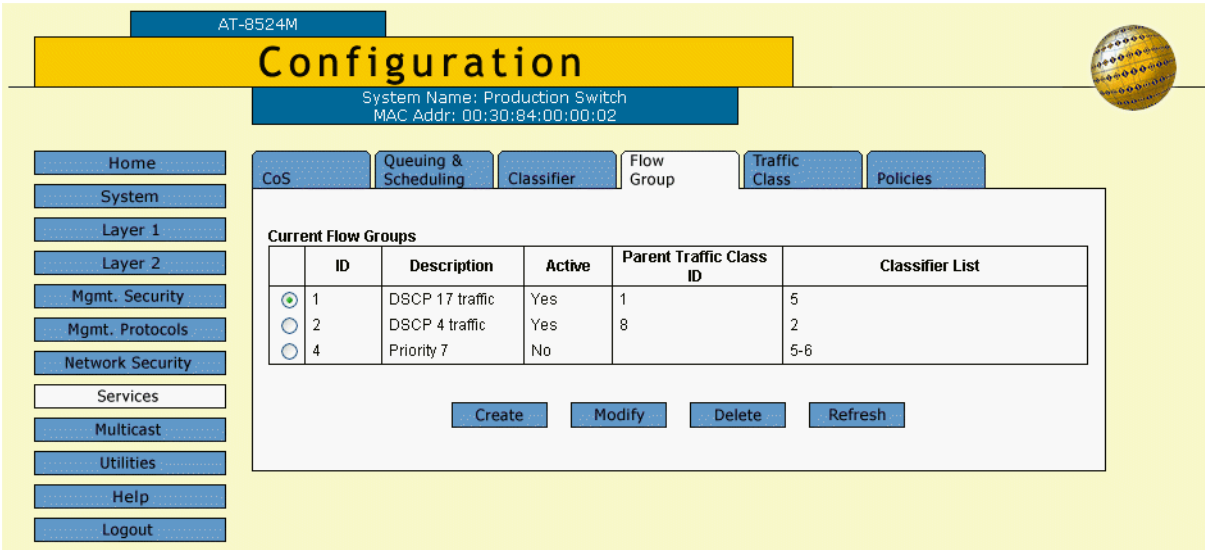 AT-8524M
Configuration
System Name: Production Switch
MAC Addr: 00:30:84:00:00:02
Home
System
Layer 1
Layer 2
Mgmt. Security
Mgmt. Protocols
Network Security
Services
Multicast
Utilities
Help
Logout
CoS
Queuing &
Scheduling
Classifier
Flow
Group
Traffic
Class
Policies
Current Flow Groups
ID Description Active Parent Traffic Class ID Classifier List
1 DSCP 17 traffic Yes 1 5
2 DSCP 4 traffic Yes 8 2
4 Priority 7 No 5-6
Create Modify Delete Refresh